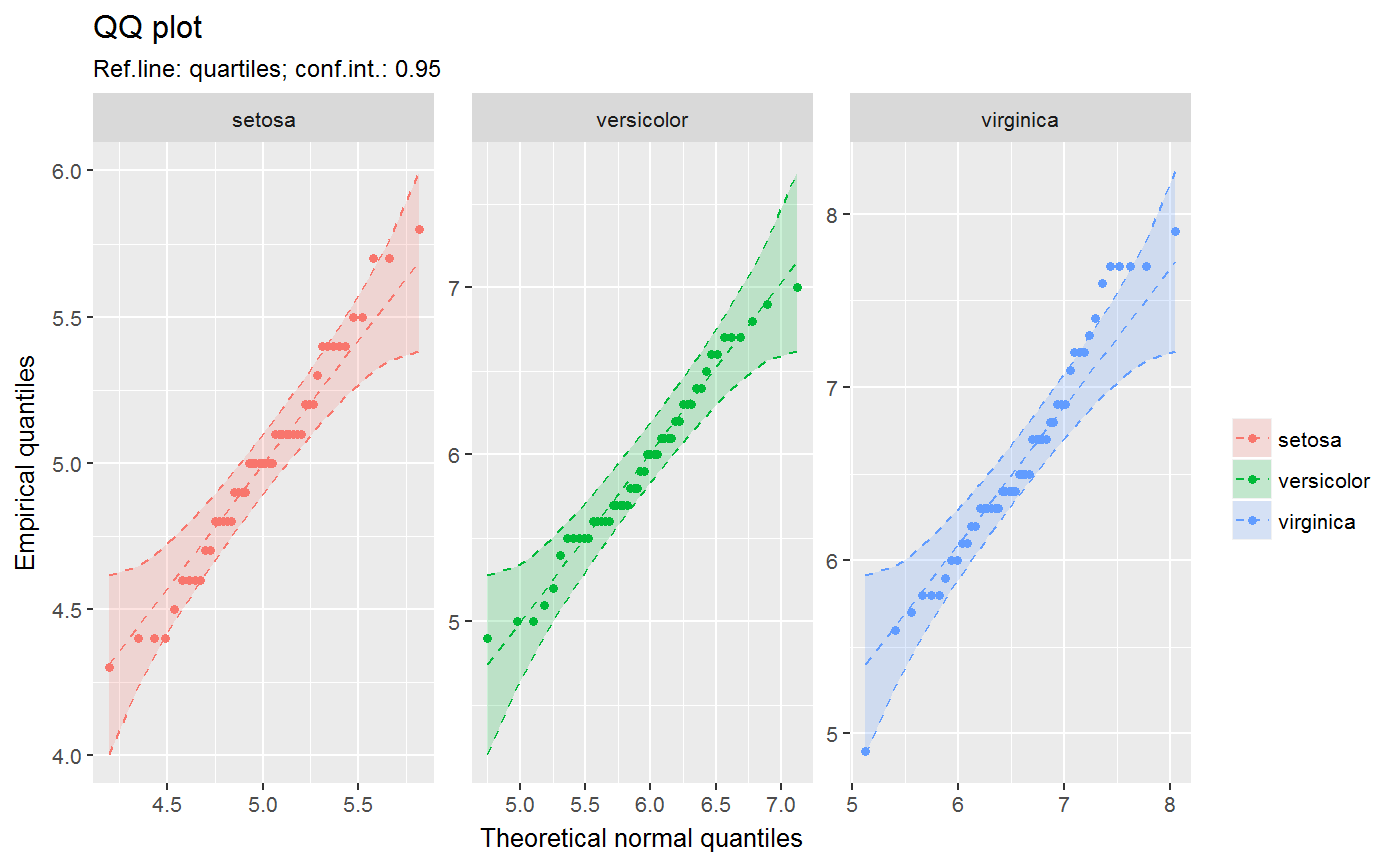 QQ plot
Ref.line: quartiles; conf.int.: 0.95
setosa
versicolor
virginica
Empirical quantiles
6.0
5.5
5.0
4.5
4.0
7
6
5
8
7
6
5
4.5 5.0 5.5
5.0 5.5 6.0 6.5 7.0
5 6 7 8
Theoretical normal quantiles
setosa
versicolor
virginica